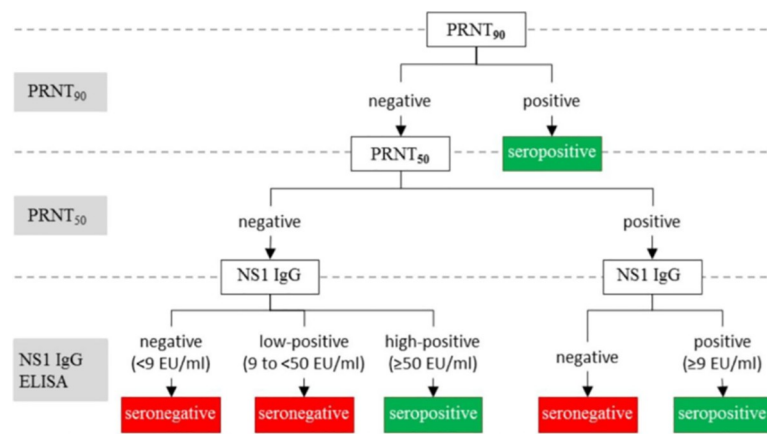 PRNT₉₀
PRNT₉₀
negative
positive
PRNT₅₀
seropositive
PRNT₅₀
negative
positive
NS1 IgG
NS1 IgG
NS1 IgG
ELISA
negative
(<9 EU/ml)
low-positive
(9 to <50 EU/ml)
high-positive
(≥50 EU/ml)
negative
positive
(≥9 EU/ml)
seronegative
seronegative
seropositive
seronegative
seropositive